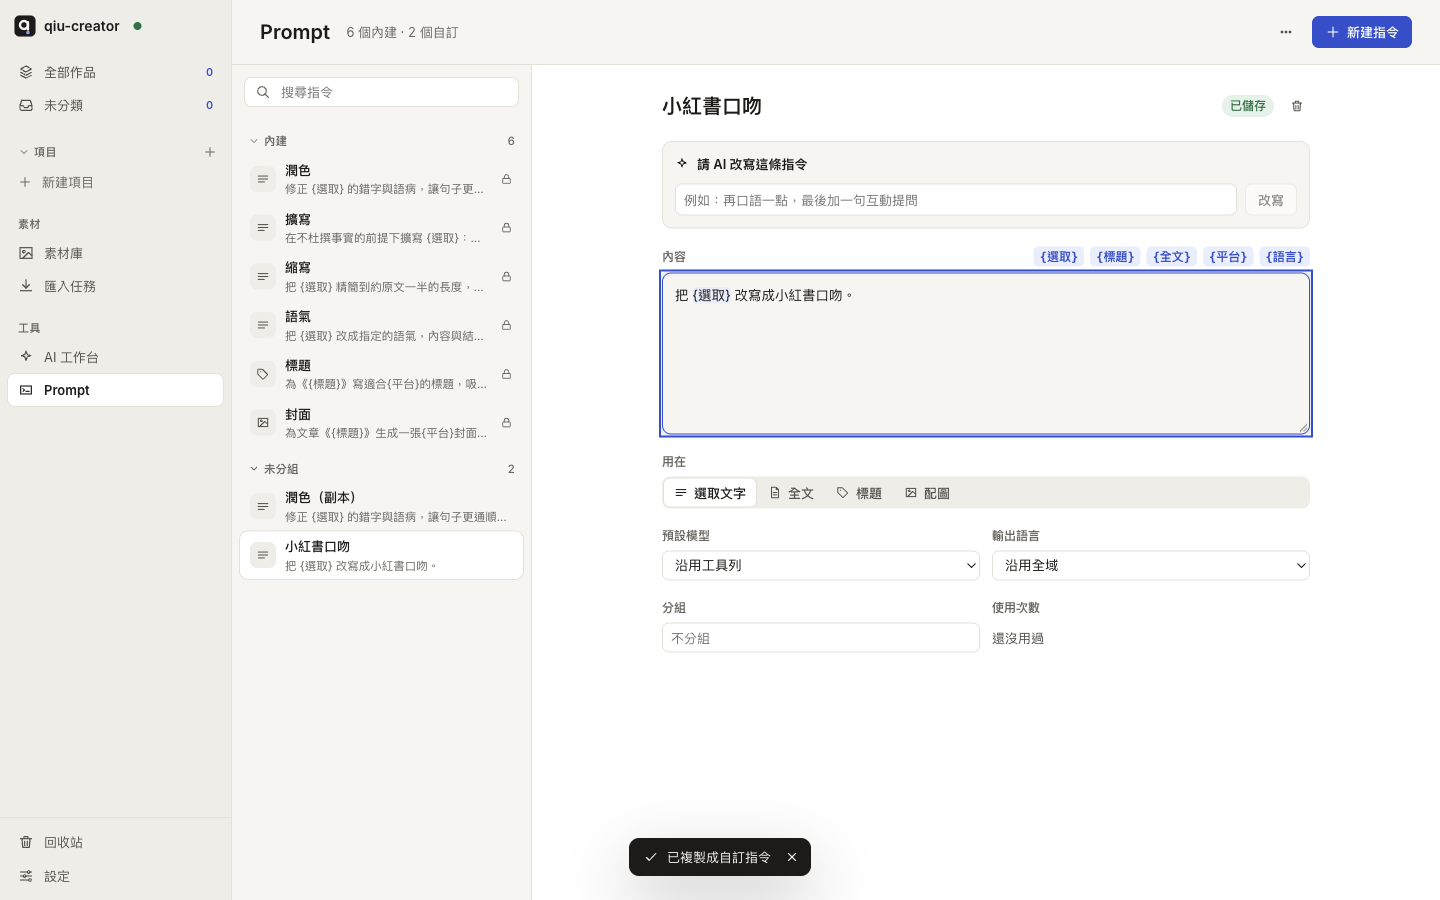 qiu-creator
全部作品 0
未分類 0
項目
新建項目
素材
素材庫
匯入任務
工具
AI 工作台
Prompt
回收站
設定
Prompt 6 個內建 · 2 個自訂
新建指令
搜尋指令
內建 6
潤色
修正 {選取} 的錯字與語病，讓句子更...
擴寫
在不杜撰事實的前提下擴寫 {選取}：...
縮寫
把 {選取} 精簡到約原文一半的長度，...
語氣
把 {選取} 改成指定的語氣，內容與結...
標題
為《{標題}》寫適合{平台}的標題，吸...
封面
為文章《{標題}》生成一張{平台}封面...
未分組 2
潤色（副本）
修正 {選取} 的錯字與語病，讓句子更通順...
小紅書口吻
把 {選取} 改寫成小紅書口吻。
小紅書口吻 已儲存
請 AI 改寫這條指令
例如：再口語一點，最後加一句互動提問 改寫
內容 {選取} {標題} {全文} {平台} {語言}
把 {選取} 改寫成小紅書口吻。
用在
選取文字 全文 標題 配圖
預設模型 輸出語言
沿用工具列 沿用全域
分組 使用次數
不分組 還沒用過
已複製成自訂指令